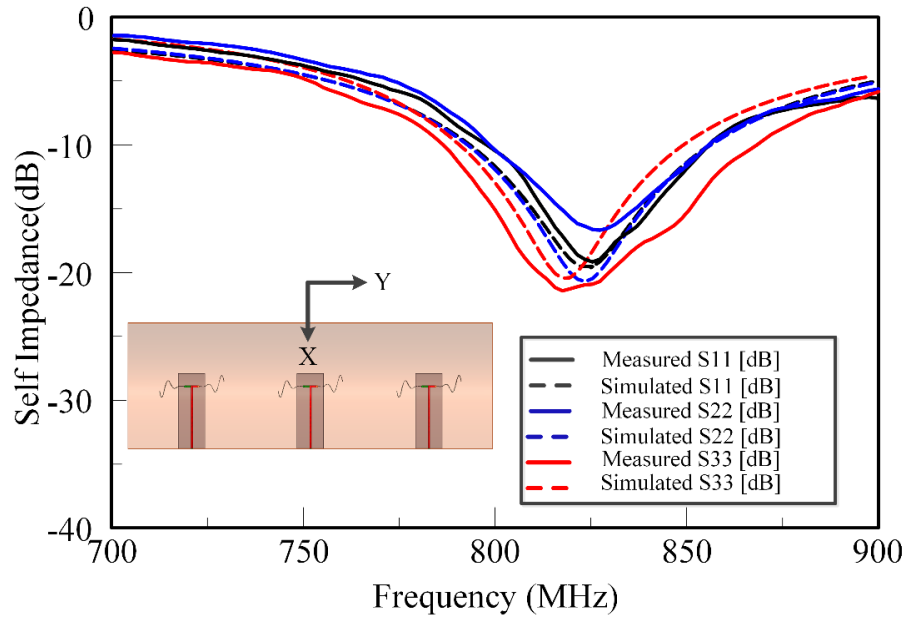 0
-10
-20
-30
-40
Self Impedance(dB)
Y
X
Measured S11 [dB]
Simulated S11 [dB]
Measured S22 [dB]
Simulated S22 [dB]
Measured S33 [dB]
Simulated S33 [dB]
700
750
800
850
900
Frequency (MHz)